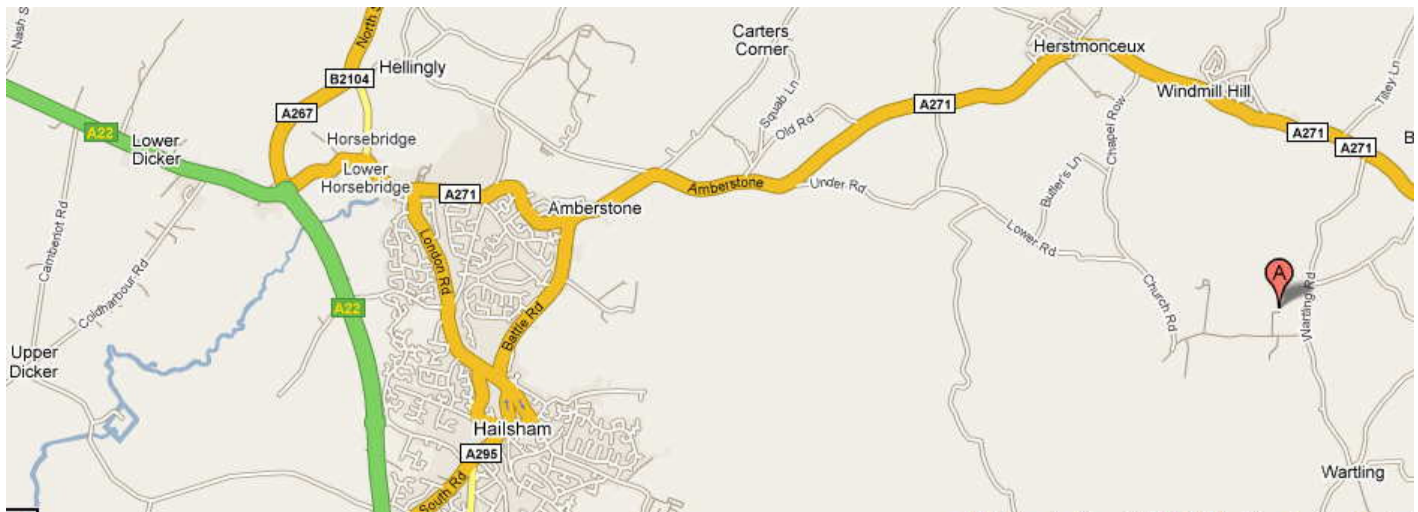 Nash S
North S
Carters
Corner
Herstmonceux
Hellingly
B2104
A267
Squab Ln
Old Rd
A271
Chapel Row
Windmill Hill
Tilley Ln
A271
A271
B
A22
Lower
Dicker
Horsebridge
Lower
Horsebridge
A271
Amberstone
Amberstone
Under Rd
Butler's Ln
Lower Rd
Camberlot Rd
Coldharbour Rd
London Rd
A22
Battle Rd
Church Rd
A
Wartling Rd
Upper
Dicker
Hailsham
A295
South Rd
Wartling